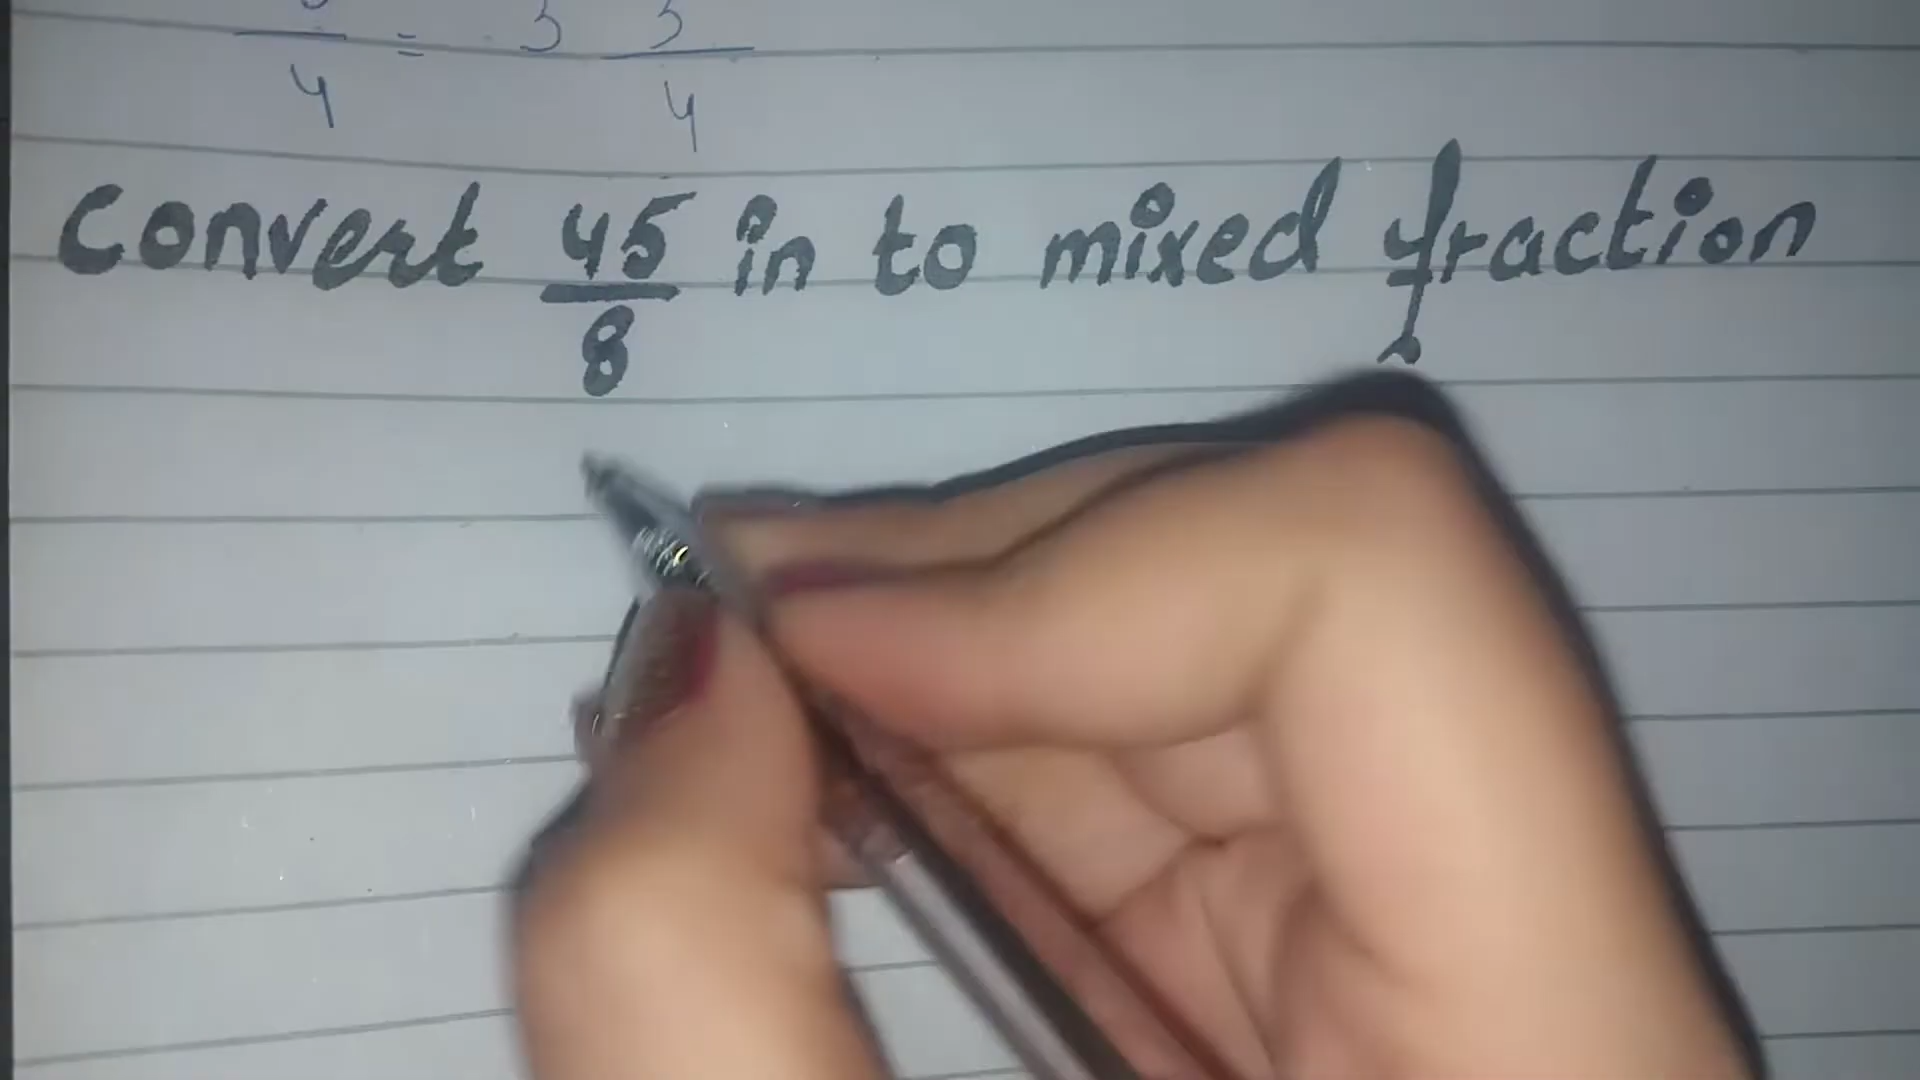 = 3 3
4 4
Convert 45 in to mixed fraction
8